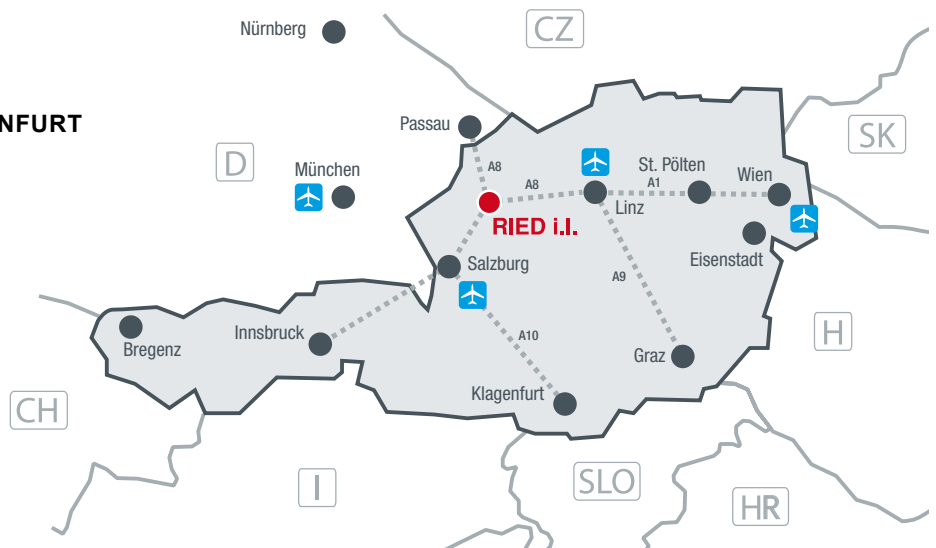 CZ
Nürnberg
NFURT
Passau
SK
D
München
A8
A8
St. Pölten
A1
Wien
Linz
RIED i.I.
Eisenstadt
Salzburg
A9
H
Innsbruck
A10
Bregenz
Graz
Klagenfurt
CH
I
SLO
HR